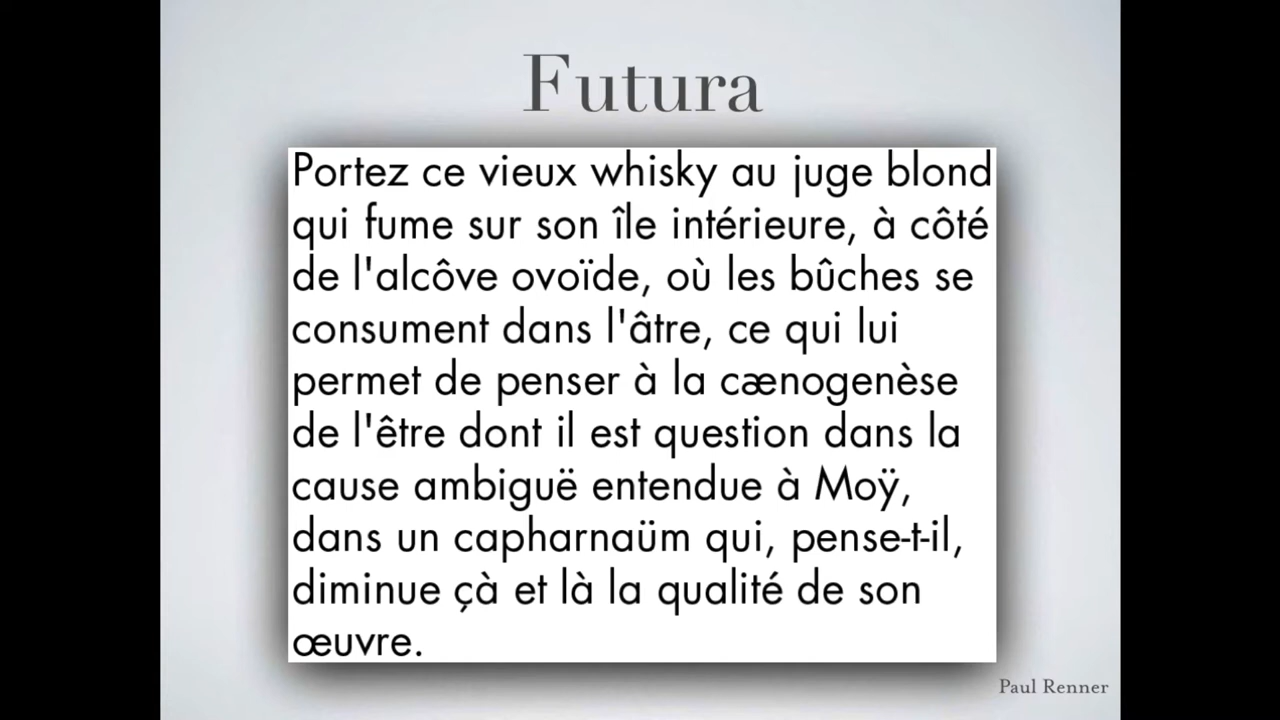 Futura
Portez ce vieux whisky au juge blond
qui fume sur son île intérieure, à côté
de l'alcôve ovoïde, où les bûches se
consument dans l'âtre, ce qui lui
permet de penser à la cænogenèse
de l'être dont il est question dans la
cause ambiguë entendue à Moÿ,
dans un capharnaüm qui, pense-t-il,
diminue çà et là la qualité de son
œuvre.
Paul Renner